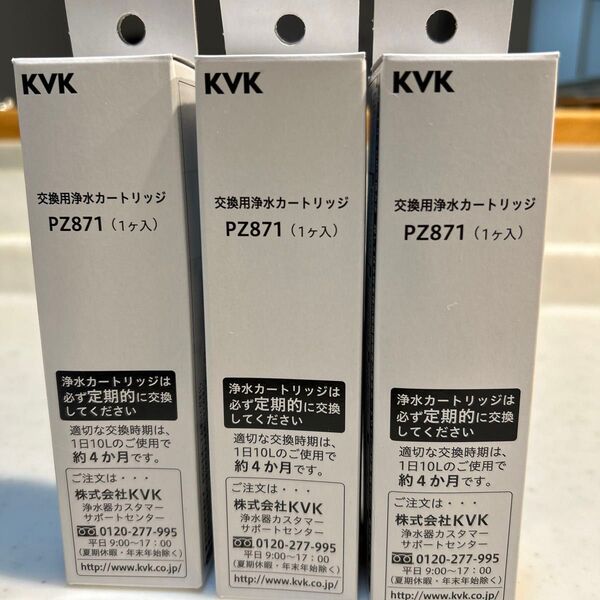 KVK
交換用浄水カートリッジ
PZ871（1ヶ入）
浄水カートリッジは
必ず定期的に交換
してください
適切な交換時期は、
1日10Lのご使用で
約4か月です。
ご注文は・・・
株式会社KVK
浄水器カスタマー
サポートセンター
0120-277-995
平日 9:00～17:00
（夏期休暇・年末年始除く）
http://www.kvk.co.jp/
KVK
交換用浄水カートリッジ
PZ871（1ヶ入）
浄水カートリッジは
必ず定期的に交換
してください
適切な交換時期は、
1日10Lのご使用で
約4か月です。
ご注文は・・・
株式会社KVK
浄水器カスタマー
サポートセンター
0120-277-995
平日 9:00～17:00
（夏期休暇・年末年始除く）
http://www.kvk.co.jp/
KVK
交換用浄水カートリッジ
PZ871（1ヶ入）
浄水カートリッジは
必ず定期的に交換
してください
適切な交換時期は、
1日10Lのご使用で
約4か月です。
ご注文は・・・
株式会社KVK
浄水器カスタマー
サポートセンター
0120-277-995
平日 9:00～17:00
（夏期休暇・年末年始除く）
http://www.kvk.co.jp/